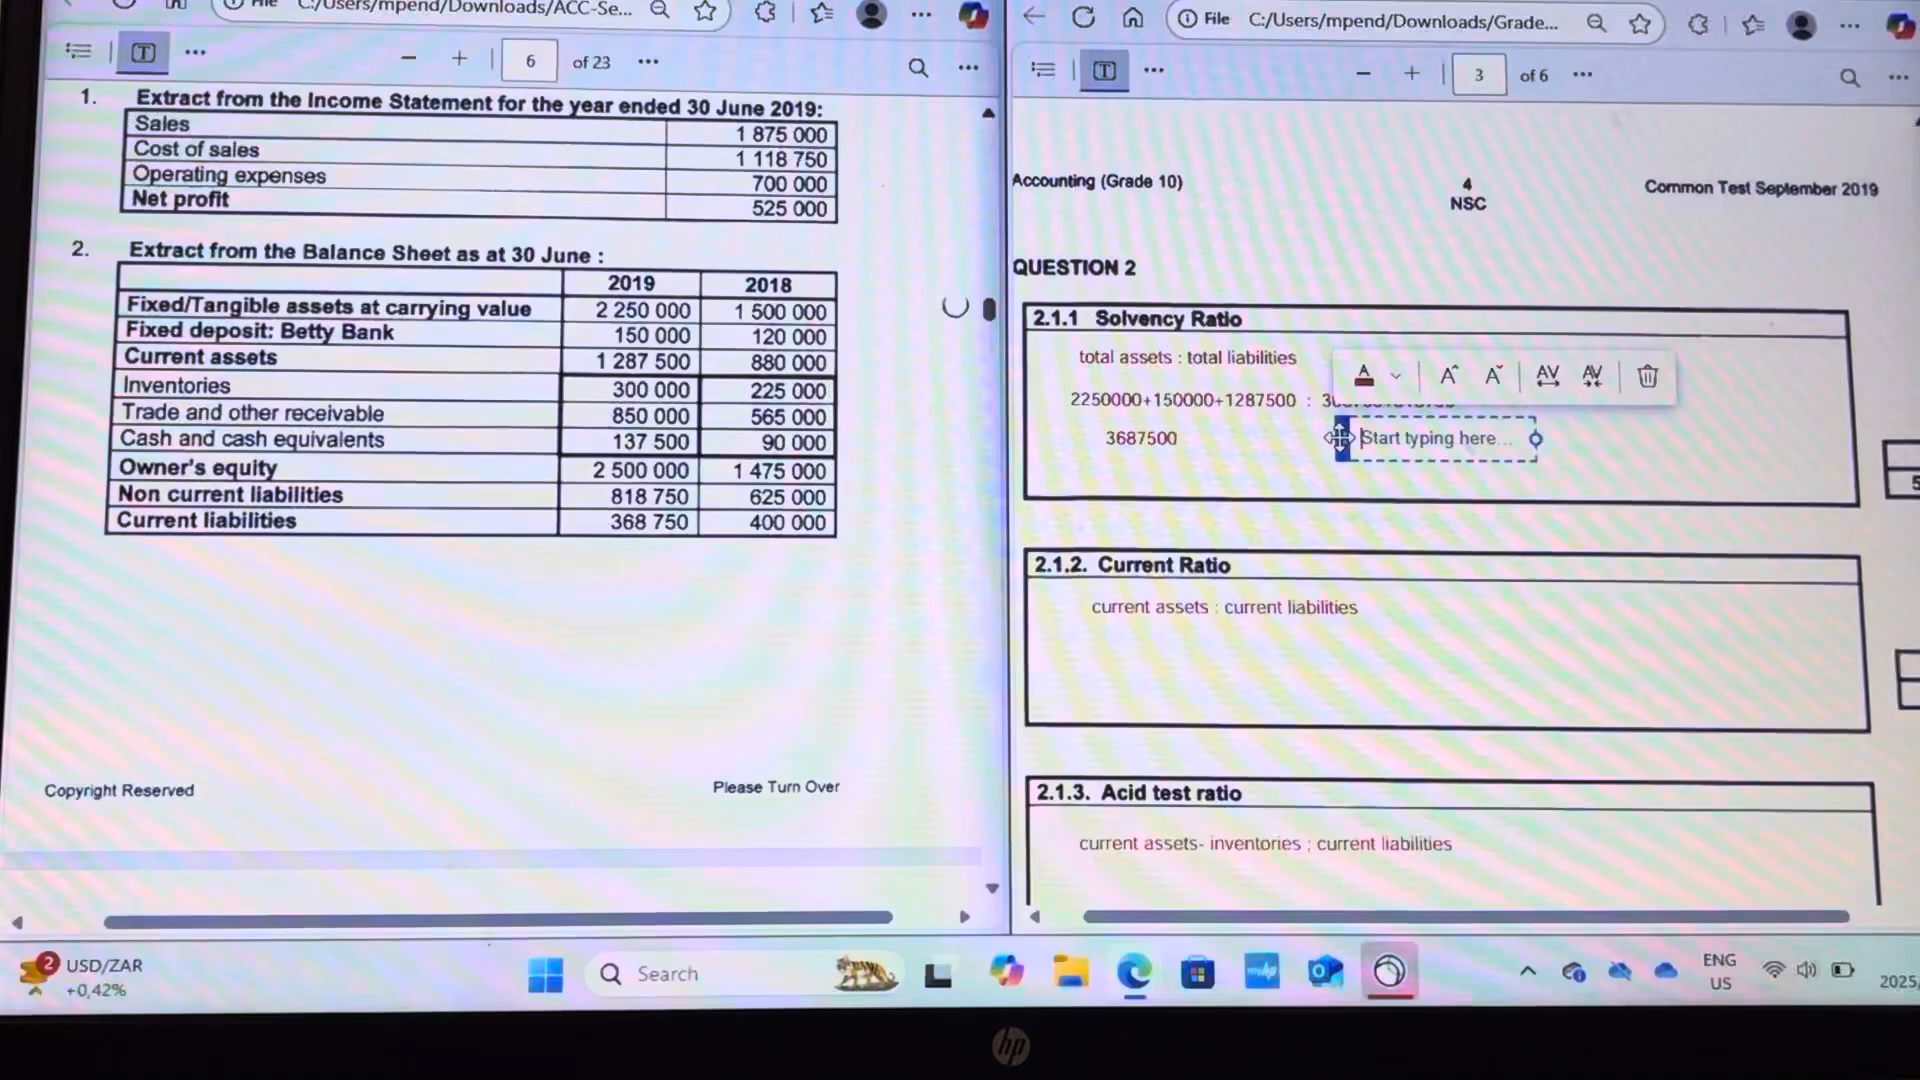 File C:/Users/mpend/Downloads/ACC-Se...
6 of 23
1. Extract from the Income Statement for the year ended 30 June 2019:
Sales 1 875 000
Cost of sales 1 118 750
Operating expenses 700 000
Net profit 525 000
2. Extract from the Balance Sheet as at 30 June :
2019 2018
Fixed/Tangible assets at carrying value 2 250 000 1 500 000
Fixed deposit: Betty Bank 150 000 120 000
Current assets 1 287 500 880 000
Inventories 300 000 225 000
Trade and other receivable 850 000 565 000
Cash and cash equivalents 137 500 90 000
Owner's equity 2 500 000 1 475 000
Non current liabilities 818 750 625 000
Current liabilities 368 750 400 000
Copyright Reserved Please Turn Over
File C:/Users/mpend/Downloads/Grade...
3 of 6
Accounting (Grade 10) 4 Common Test September 2019
NSC
QUESTION 2
2.1.1 Solvency Ratio
total assets : total liabilities
2250000+150000+1287500 :
3687500 Start typing here...
5
2.1.2. Current Ratio
current assets : current liabilities
2.1.3. Acid test ratio
current assets- inventories ; current liabilities
2 USD/ZAR
+0,42%
Search
myhp
ENG
US
2025/
hp